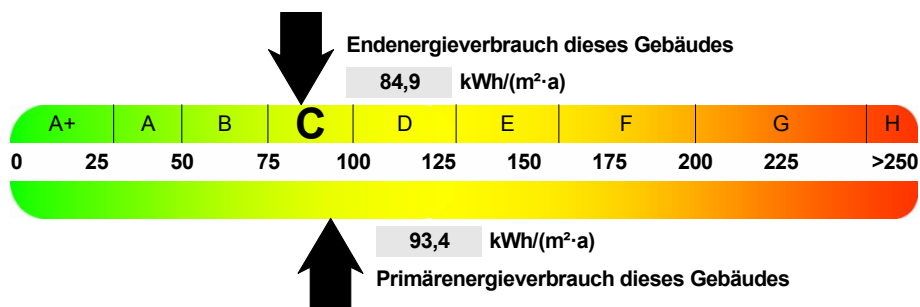 Endenergieverbrauch dieses Gebäudes
84,9 kWh/(m²·a)
A+ A B C D E F G H
0 25 50 75 100 125 150 175 200 225 >250
93,4 kWh/(m²·a)
Primärenergieverbrauch dieses Gebäudes